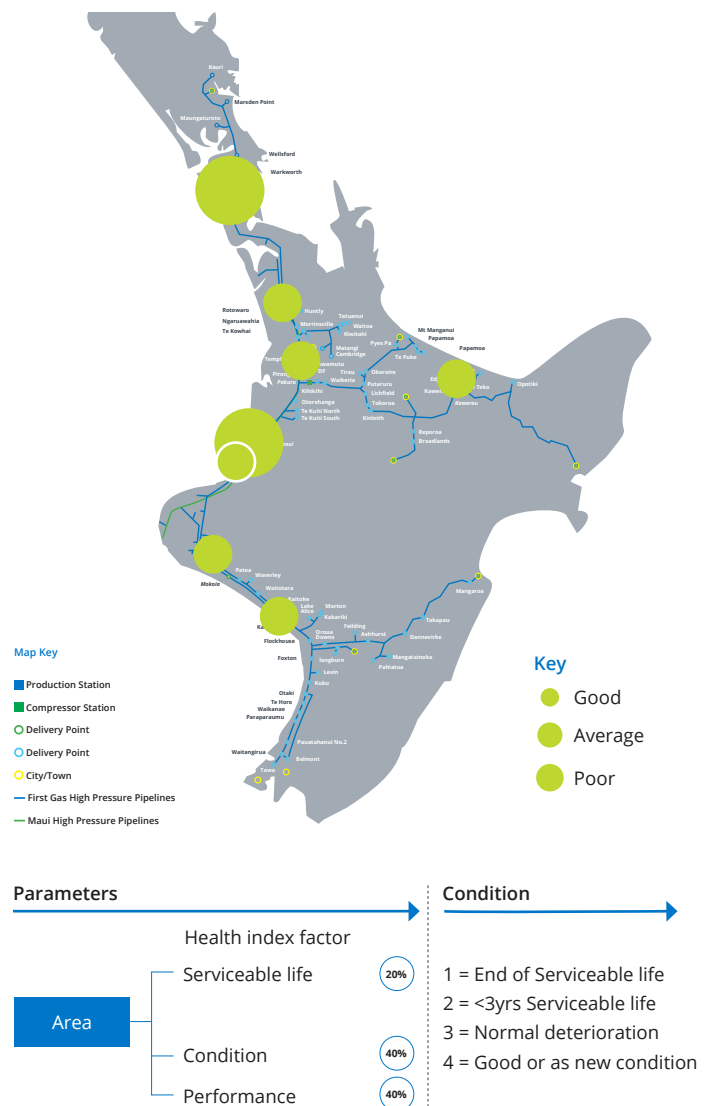 Kauri
Marsden Point
Maungaturoto
Wellsford
Warkworth
Rotowaro
Ngaruawahia
Te Kowhai
Huntly
Morrinsville
Tatuanui
Waitoa
Kiwitahi
Matangi
Cambridge
Kihikihi
Waikeria
Otorohanga
Te Kuiti North
Te Kuiti South
Tirau
Okoroire
Putaruru
Lichfield
Tokoroa
Kinleith
Pyes Pa
Te Puke
Mt Manganui
Papamoa
Papamoa
Kawerau
Opotiki
Reporoa
Broadlands
Mokoia
Patea
Waverley
Waitotara
Kaitoke
Lake
Alice
Marton
Kakariki
Flockhouse
Oroua
Downs
Feilding
Ashhurst
Foxton
longburn
Levin
Kuku
Mangatainoka
Pahiatua
Dannevirke
Takapau
Mangaroa
Otaki
Te Horo
Waikanae
Paraparaumu
Pauatahanui No.2
Waitangirua
Belmont
Tawa
Map Key
Production Station
Compressor Station
Delivery Point
Delivery Point
City/Town
First Gas High Pressure Pipelines
Maui High Pressure Pipelines
Key
Good
Average
Poor
Parameters
Health index factor
Area
Serviceable life
20%
Condition
40%
Performance
40%
Condition
1 = End of Serviceable life
2 = <3yrs Serviceable life
3 = Normal deterioration
4 = Good or as new condition